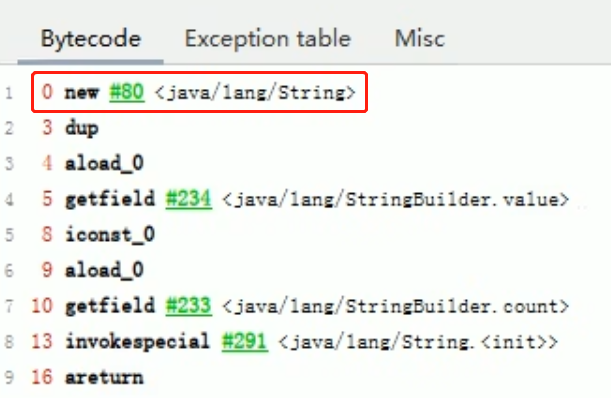 Bytecode Exception table Misc
1 0 new #80 <java/lang/String>
2 3 dup
3 4 aload_0
4 5 getfield #234 <java/lang/StringBuilder.value>
5 8 iconst_0
6 9 aload_0
7 10 getfield #233 <java/lang/StringBuilder.count>
8 13 invokespecial #291 <java/lang/String.<init>>
9 16 areturn